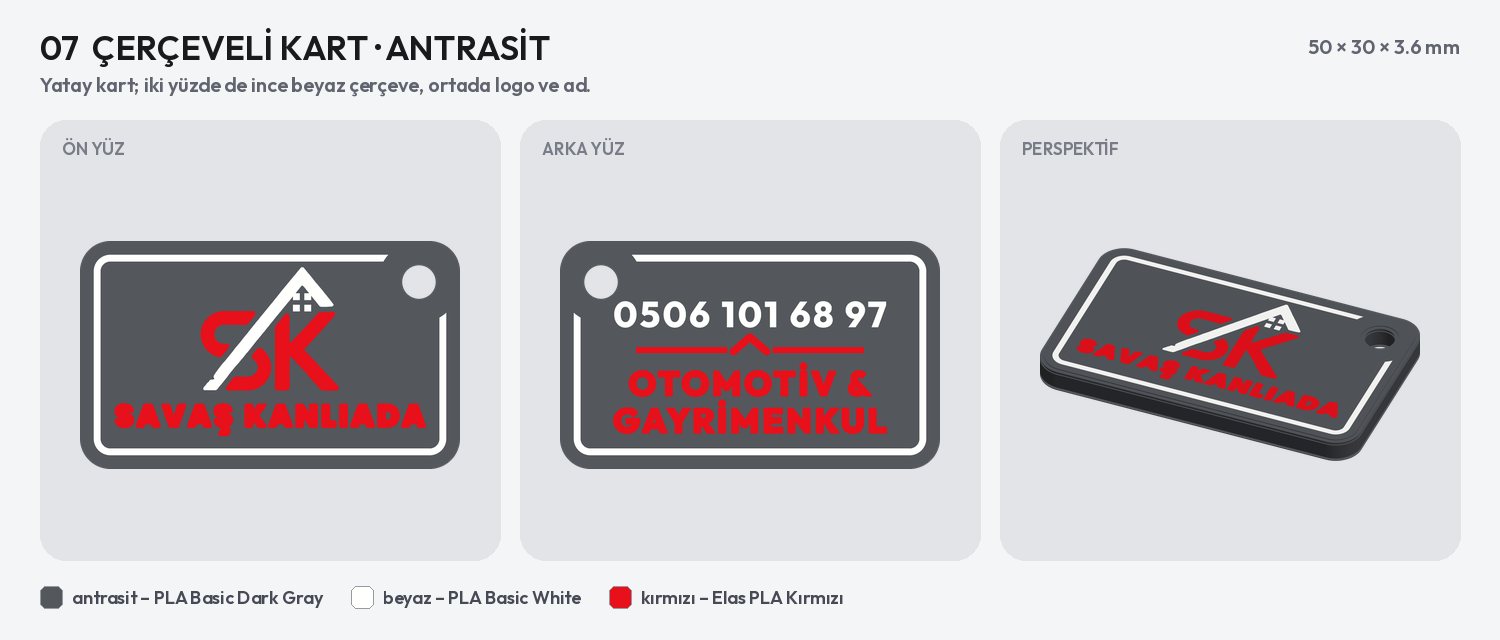 07 ÇERÇEVELİ KART · ANTRASİT
50 × 30 × 3.6 mm
Yatay kart; iki yüzde de ince beyaz çerçeve, ortada logo ve ad.
ÖN YÜZ
SK
SAVAŞ KANLIADA
ARKA YÜZ
0506 101 68 97
OTOMOTİV &
GAYRİMENKUL
PERSPEKTİF
SK
SAVAŞ KANLIADA
antrasit – PLA Basic Dark Gray
beyaz – PLA Basic White
kırmızı – Elas PLA Kırmızı